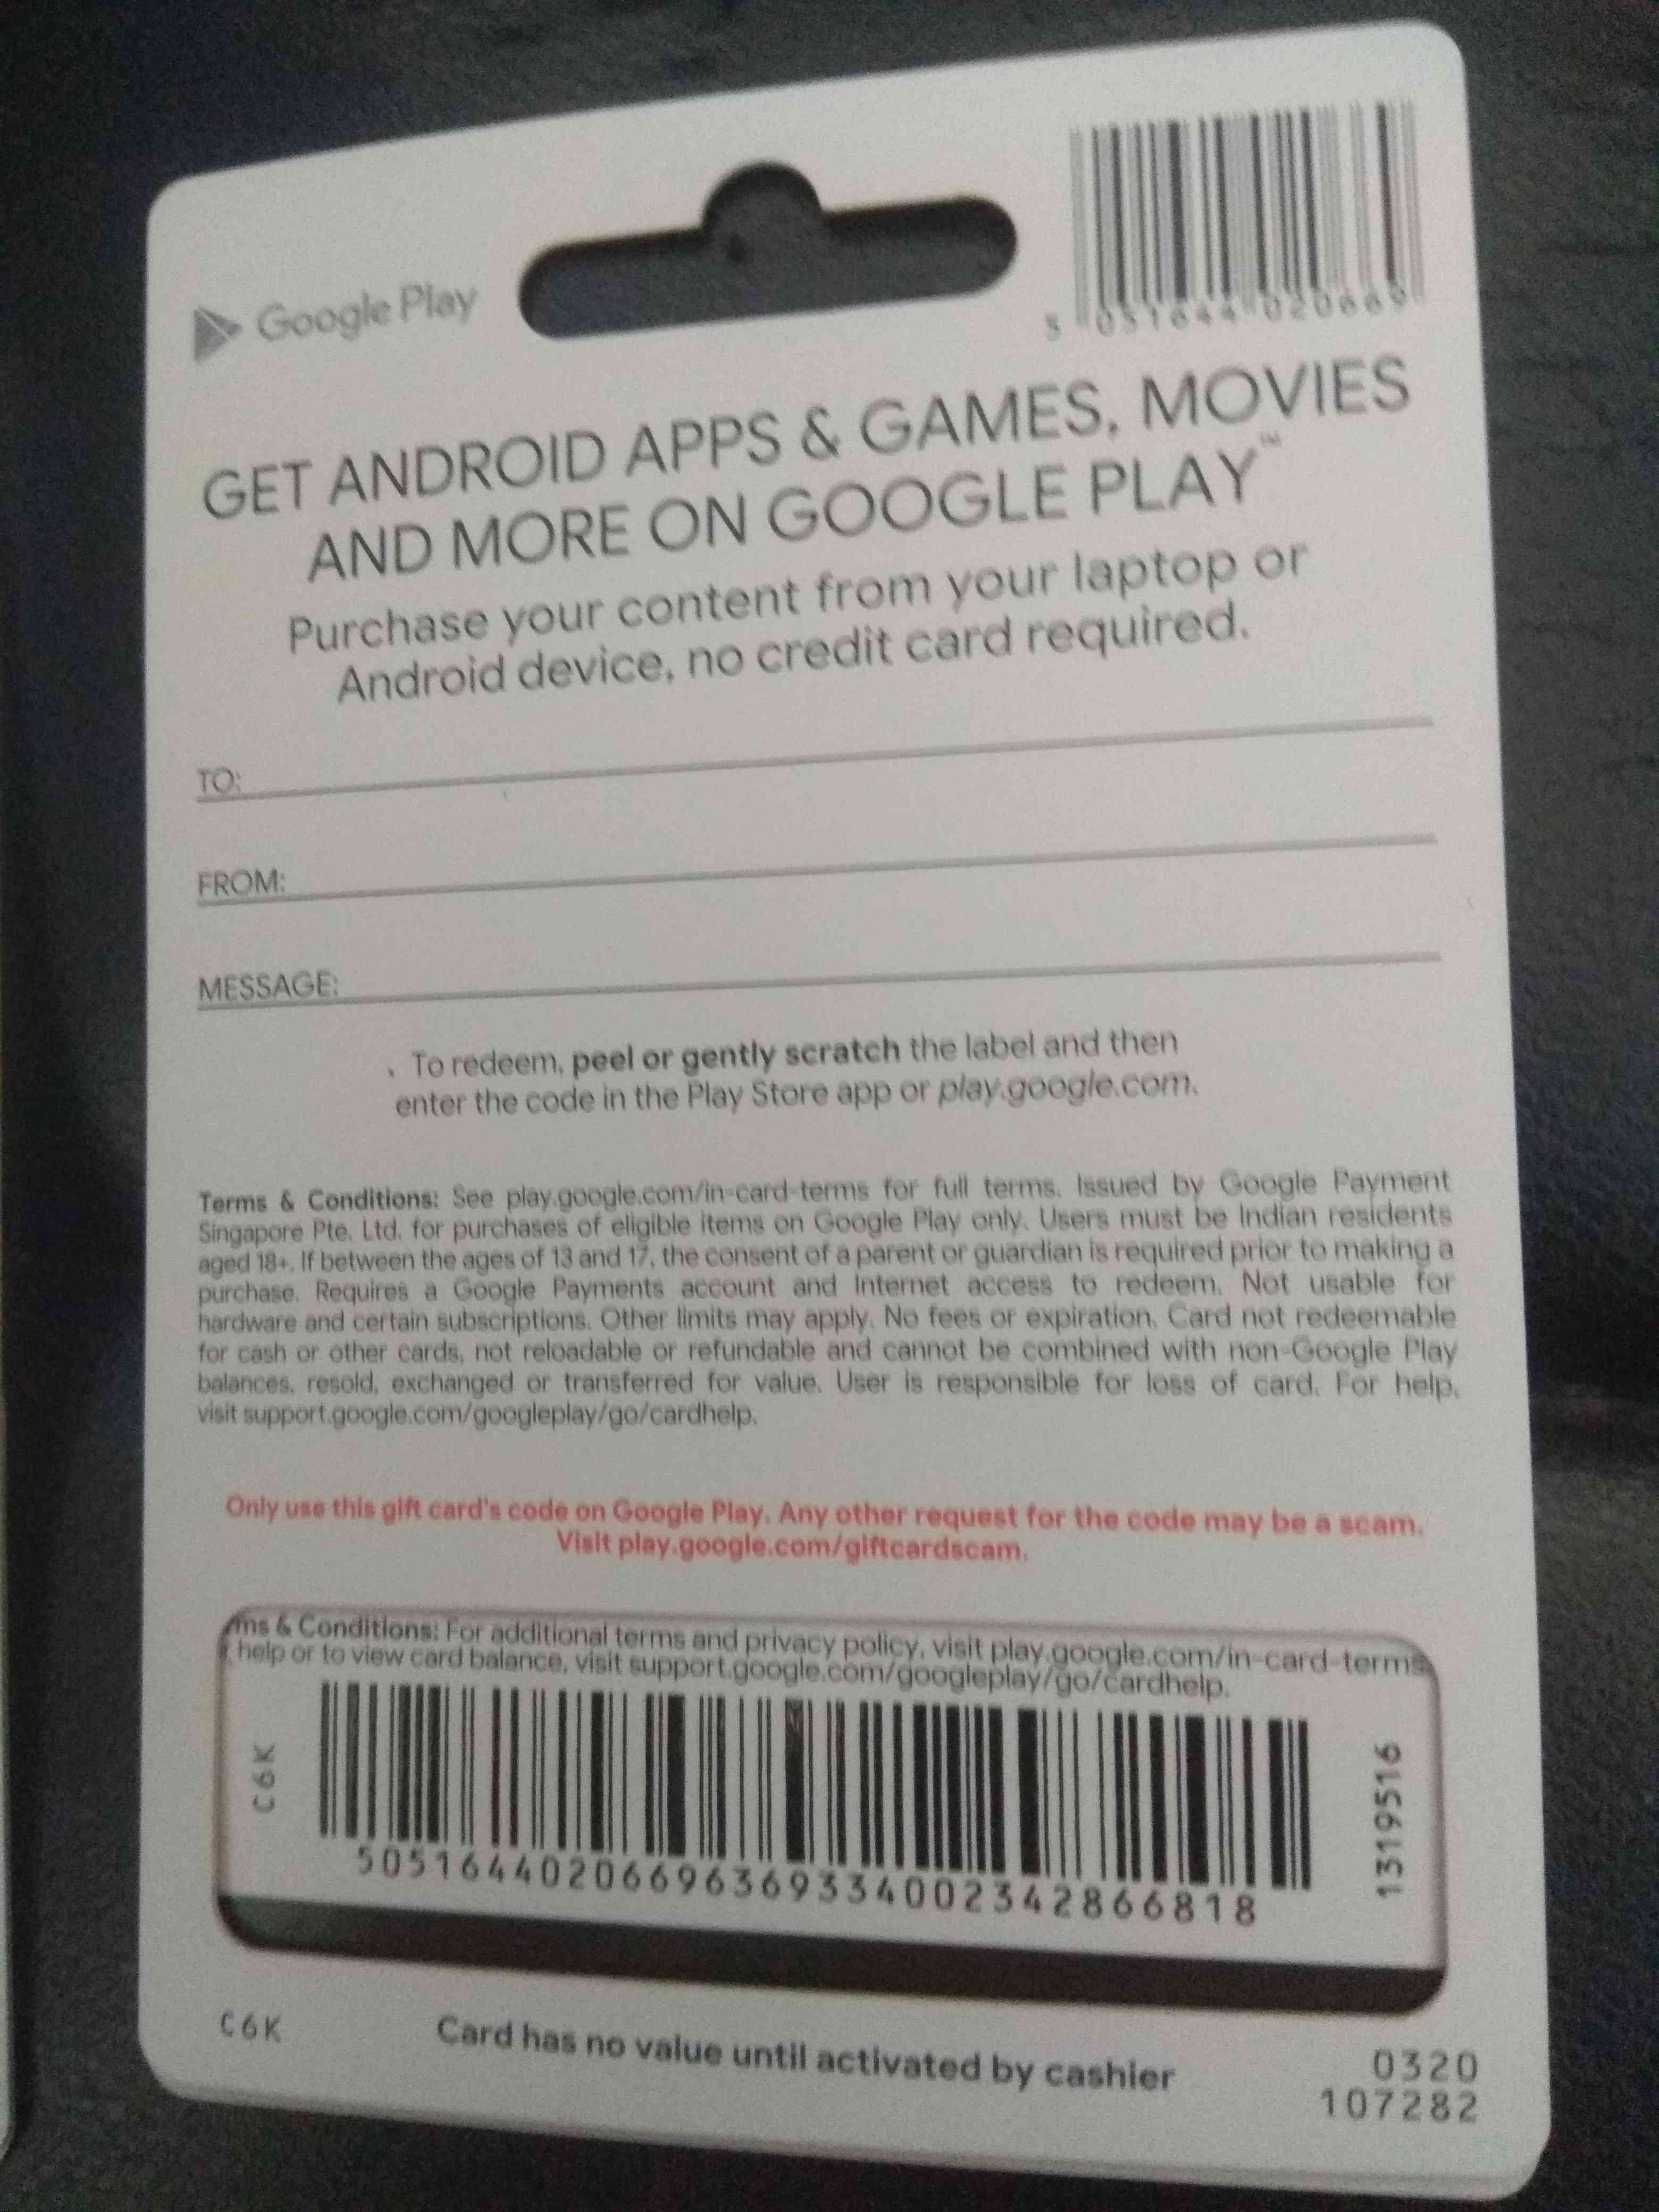 Google Play
5 051644 020669
GET ANDROID APPS & GAMES, MOVIES
AND MORE ON GOOGLE PLAY™
Purchase your content from your laptop or
Android device, no credit card required.
TO:
FROM:
MESSAGE:
To redeem, peel or gently scratch the label and then
enter the code in the Play Store app or play.google.com.
Terms & Conditions: See play.google.com/in-card-terms for full terms. Issued by Google Payment
Singapore Pte. Ltd. for purchases of eligible items on Google Play only. Users must be Indian residents
aged 18+. If between the ages of 13 and 17, the consent of a parent or guardian is required prior to making a
purchase. Requires a Google Payments account and Internet access to redeem. Not usable for
hardware and certain subscriptions. Other limits may apply. No fees or expiration. Card not redeemable
for cash or other cards, not reloadable or refundable and cannot be combined with non-Google Play
balances, resold, exchanged or transferred for value. User is responsible for loss of card. For help,
visit support.google.com/googleplay/go/cardhelp.
Only use this gift card's code on Google Play. Any other request for the code may be a scam.
Visit play.google.com/giftcardscam.
ms & Conditions: For additional terms and privacy policy, visit play.google.com/in-card-terms
help or to view card balance, visit support.google.com/googleplay/go/cardhelp.
C6K
505164402066963693340023428668​18
13195516
C6K
Card has no value until activated by cashier
0320
107282